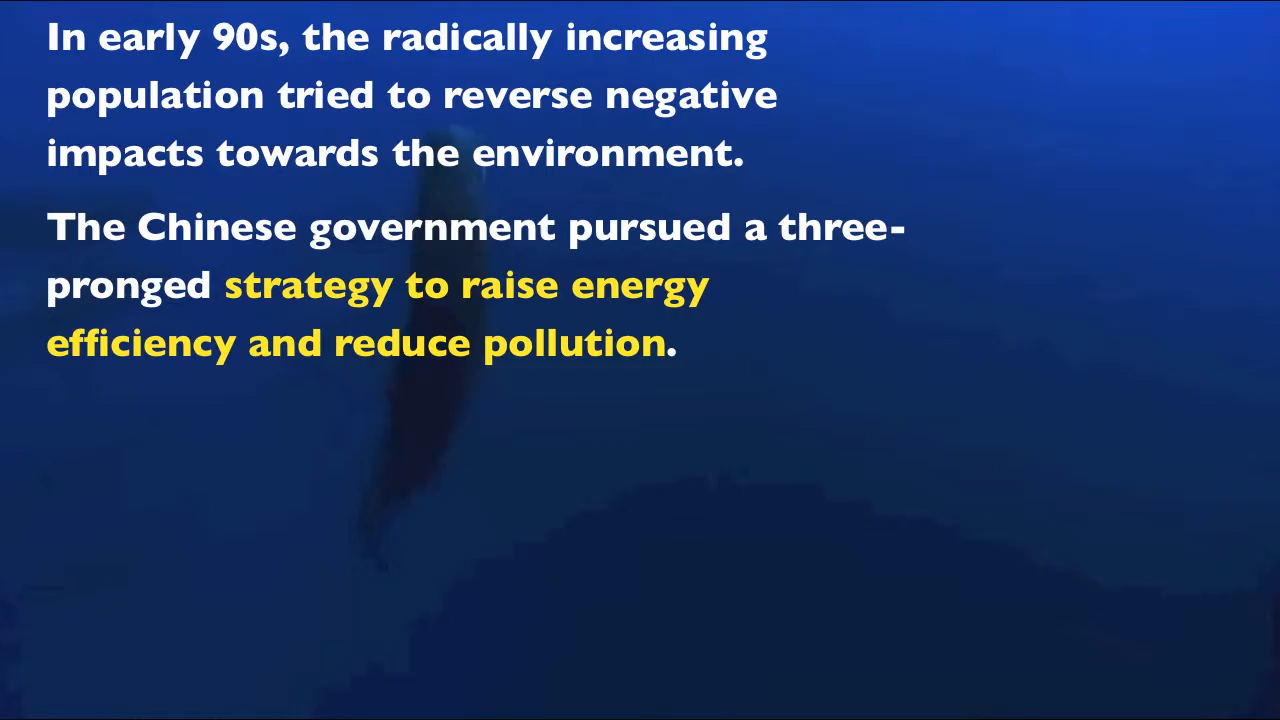 In early 90s, the radically increasing
population tried to reverse negative
impacts towards the environment.
The Chinese government pursued a three-
pronged strategy to raise energy
efficiency and reduce pollution.